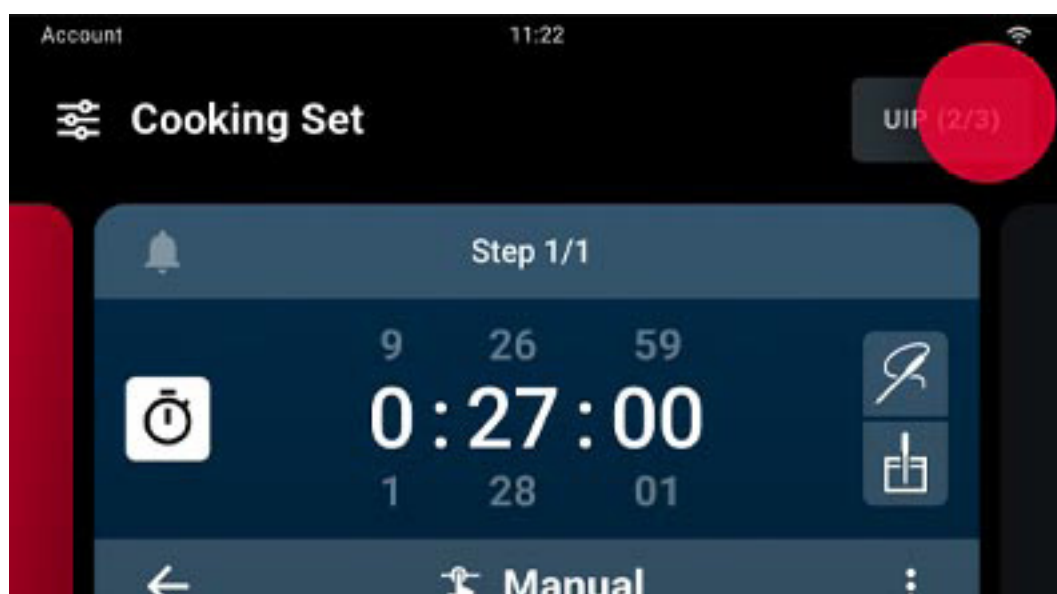 Account 11:22
Cooking Set UIP (2/3)
Step 1/1
9 26 59
0 : 27 : 00
1 28 01
Manual